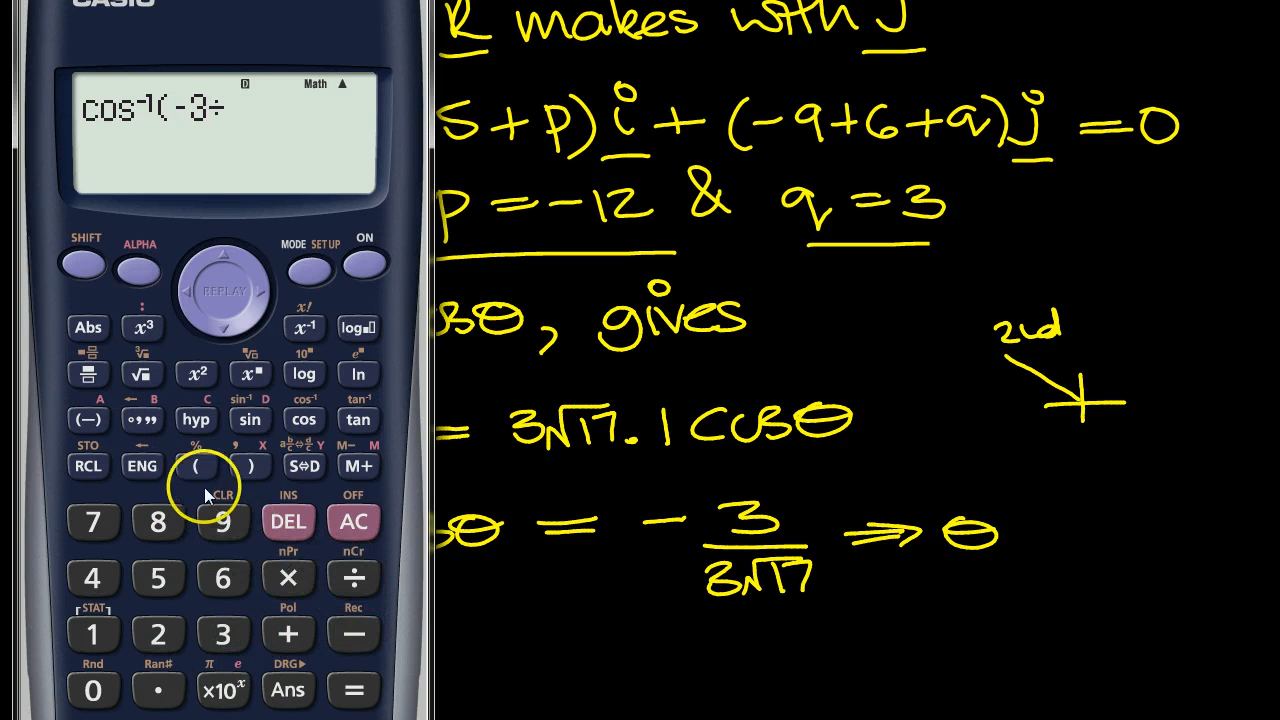 CASIO
D Math ▲
cos⁻¹( -3÷
SHIFT ALPHA MODE SETUP ON
REPLAY
: x!
Abs x³ x⁻¹ log▪▯
³√ ˣ√▯ 10▪ e▪
√▪ x² x▪ log ln
A ← B C sin⁻¹ D cos⁻¹ tan⁻¹
(−) °,,, hyp sin cos tan
STO ← % , X a b/c⇔d/c Y M− M
RCL ENG ( ) S⇔D M+
CLR INS OFF
7 8 9 DEL AC
nPr nCr
4 5 6 × ÷
[STAT] Pol Rec
1 2 3 + −
Rnd Ran# π e DRG▶
0 · ×10ˣ Ans =
R makes with j
5 + p) i + (-9+6+q) j = 0
p = -12 & q = 3
θ, gives
2nd
= 3√17 . 1 cosθ
θ = - 3/3√17 ⇒ θ